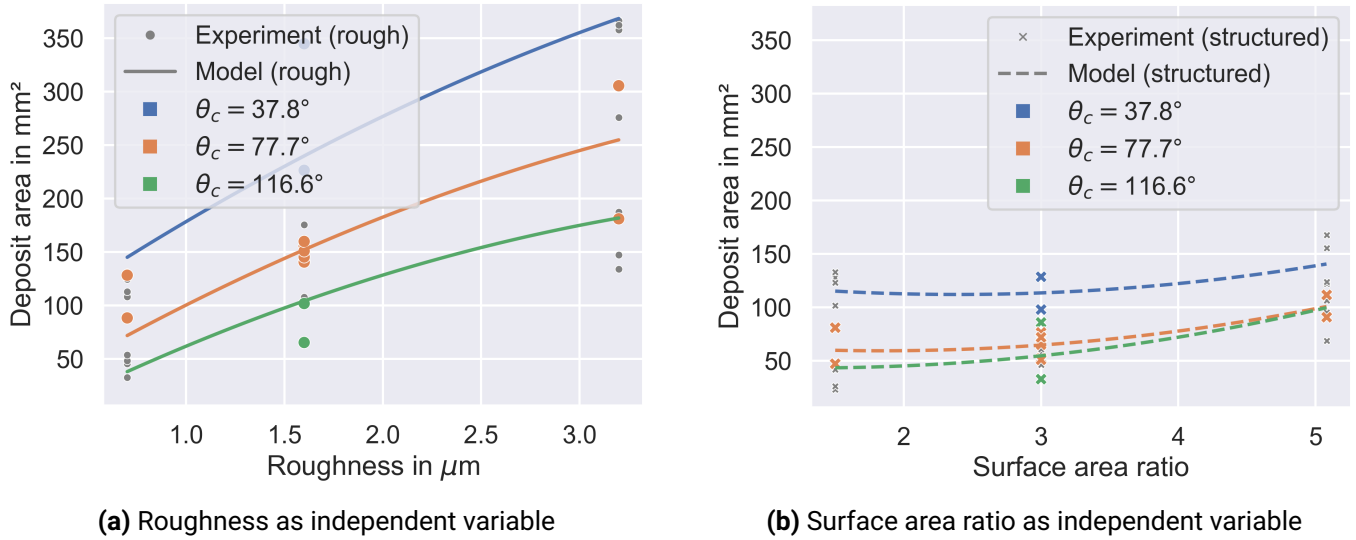 Deposit area in mm²
350
300
250
200
150
100
50
Experiment (rough)
Model (rough)
θc = 37.8°
θc = 77.7°
θc = 116.6°
1.0 1.5 2.0 2.5 3.0
Roughness in μm
(a) Roughness as independent variable
Deposit area in mm²
350
300
250
200
150
100
50
Experiment (structured)
Model (structured)
θc = 37.8°
θc = 77.7°
θc = 116.6°
2 3 4 5
Surface area ratio
(b) Surface area ratio as independent variable